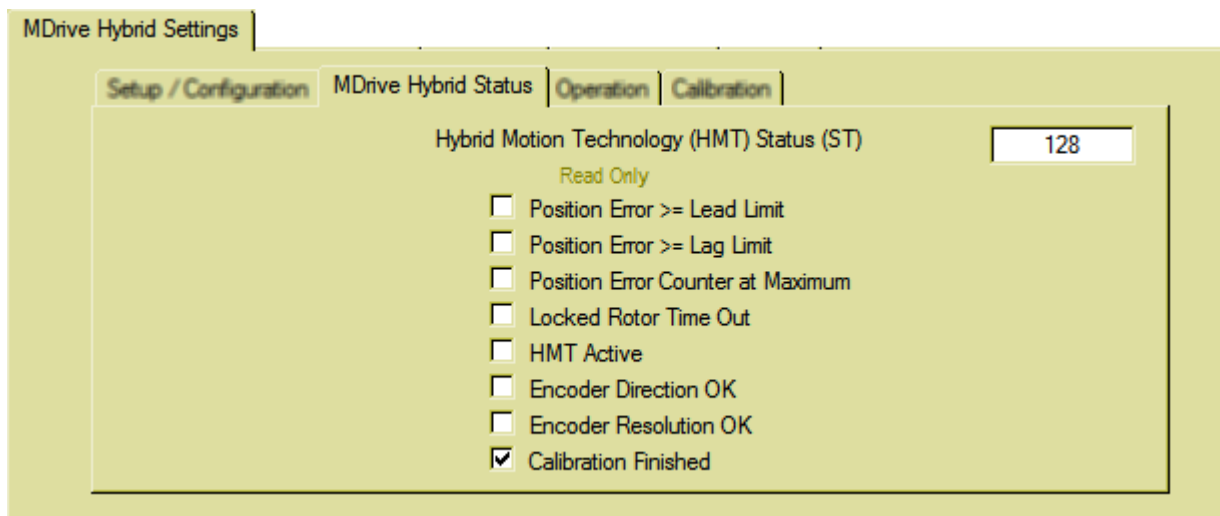 MDrive Hybrid Settings
Setup / Configuration MDrive Hybrid Status Operation Calibration
Hybrid Motion Technology (HMT) Status (ST) 128
Read Only
Position Error >= Lead Limit
Position Error >= Lag Limit
Position Error Counter at Maximum
Locked Rotor Time Out
HMT Active
Encoder Direction OK
Encoder Resolution OK
Calibration Finished